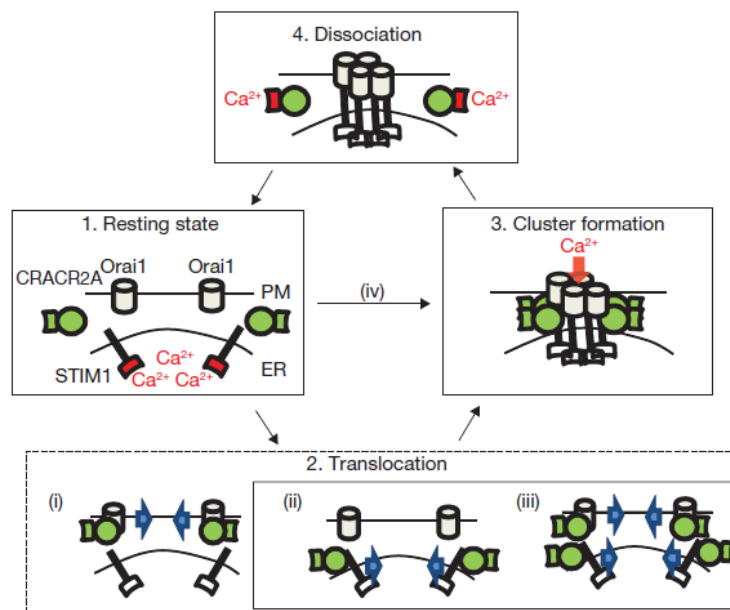 4. Dissociation
Ca²⁺ Ca²⁺
1. Resting state
Orai1 Orai1
CRACR2A
PM
STIM1
ER
Ca²⁺
Ca²⁺ Ca²⁺
(iv)
3. Cluster formation
Ca²⁺
2. Translocation
(i) (ii) (iii)